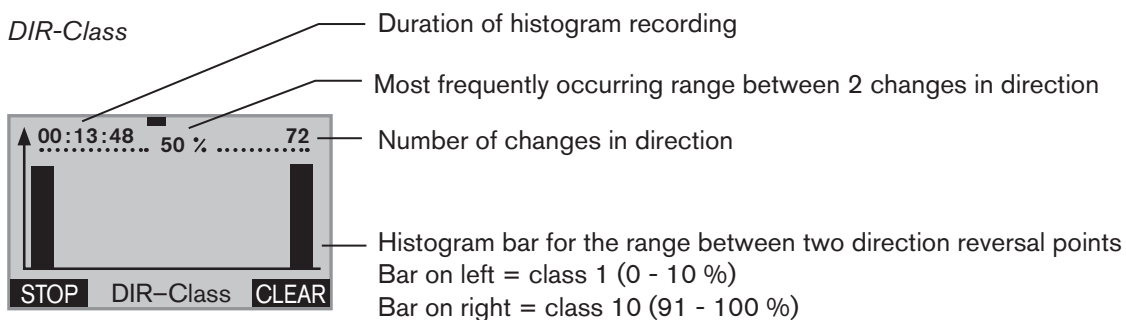 DIR-Class
Duration of histogram recording
Most frequently occurring range between 2 changes in direction
00:13:48 50 % 72
Number of changes in direction
Histogram bar for the range between two direction reversal points
Bar on left = class 1 (0 - 10 %)
Bar on right = class 10 (91 - 100 %)
STOP DIR–Class CLEAR